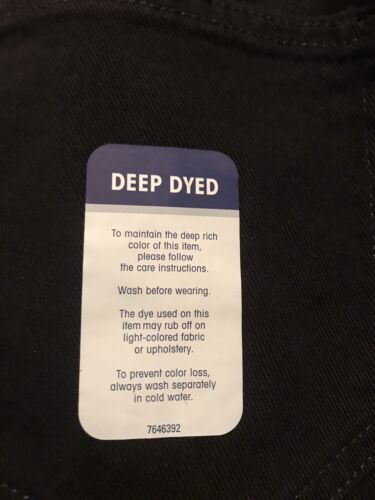 DEEP DYED
To maintain the deep rich
color of this item,
please follow
the care instructions.
Wash before wearing.
The dye used on this
item may rub off on
light-colored fabric
or upholstery.
To prevent color loss,
always wash separately
in cold water.
7646392